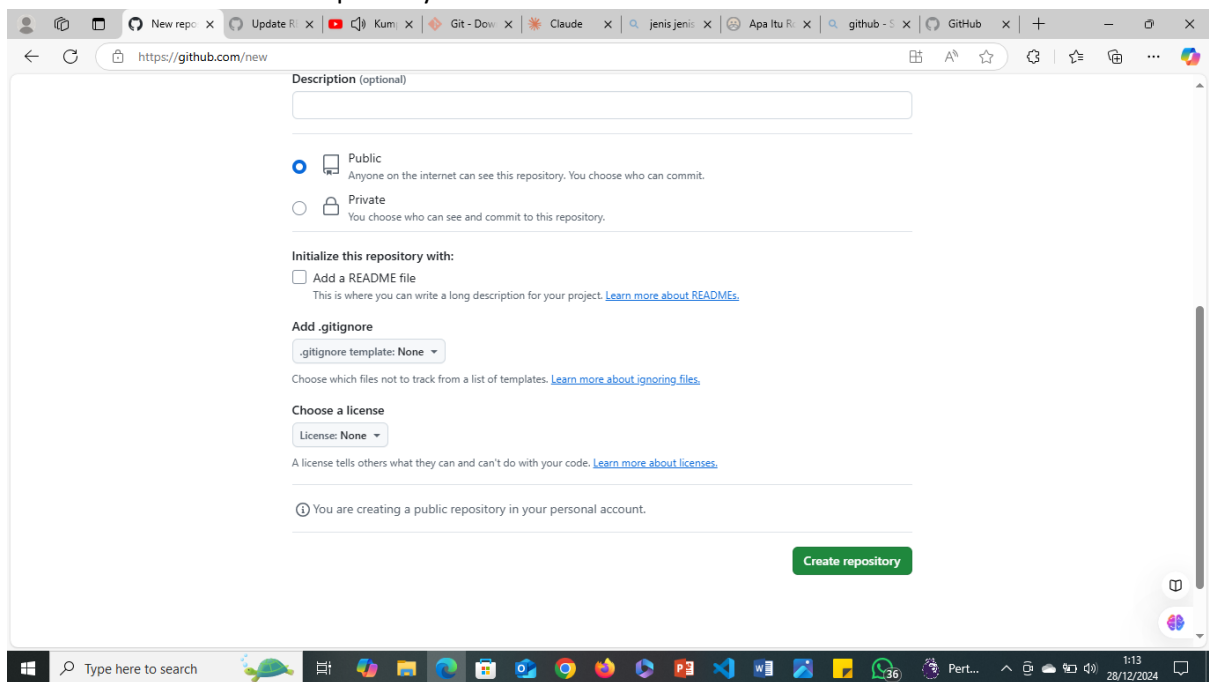 New repo
Update R
Kum
Git - Dow
Claude
jenis jenis
Apa Itu R
github - S
GitHub
https://github.com/new
Description (optional)
Public
Anyone on the internet can see this repository. You choose who can commit.
Private
You choose who can see and commit to this repository.
Initialize this repository with:
Add a README file
This is where you can write a long description for your project. Learn more about READMEs.
Add .gitignore
.gitignore template: None
Choose which files not to track from a list of templates. Learn more about ignoring files.
Choose a license
License: None
A license tells others what they can and can't do with your code. Learn more about licenses.
You are creating a public repository in your personal account.
Create repository
Type here to search
36
Pert...
1:13
28/12/2024